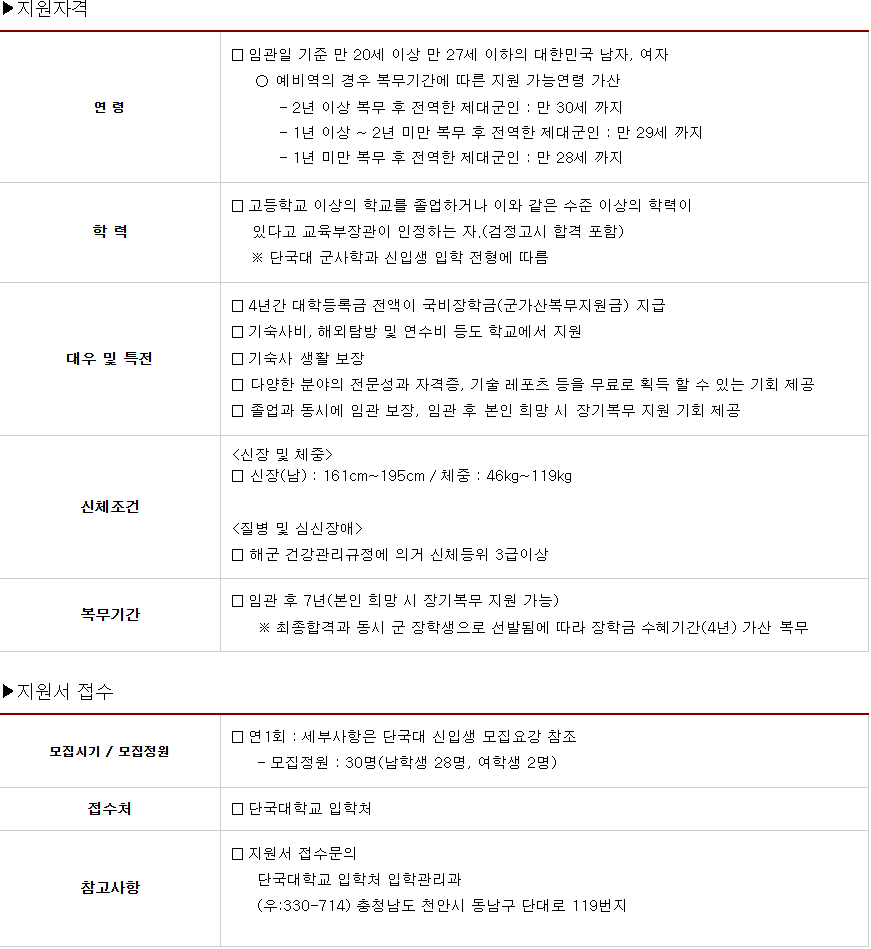 ▶지원자격
연 령
□ 임관일 기준 만 20세 이상 만 27세 이하의 대한민국 남자, 여자
○ 예비역의 경우 복무기간에 따른 지원 가능연령 가산
- 2년 이상 복무 후 전역한 제대군인 : 만 30세 까지
- 1년 이상 ~ 2년 미만 복무 후 전역한 제대군인 : 만 29세 까지
- 1년 미만 복무 후 전역한 제대군인 : 만 28세 까지
학 력
□ 고등학교 이상의 학교를 졸업하거나 이와 같은 수준 이상의 학력이
있다고 교육부장관이 인정하는 자.(검정고시 합격 포함)
※ 단국대 군사학과 신입생 입학 전형에 따름
대우 및 특전
□ 4년간 대학등록금 전액이 국비장학금(군가산복무지원금) 지급
□ 기숙사비, 해외탐방 및 연수비 등도 학교에서 지원
□ 기숙사 생활 보장
□ 다양한 분야의 전문성과 자격증, 기술 레포츠 등을 무료로 획득 할 수 있는 기회 제공
□ 졸업과 동시에 임관 보장, 임관 후 본인 희망 시 장기복무 지원 기회 제공
신체조건
<신장 및 체중>
□ 신장(남) : 161cm~195cm / 체중 : 46kg~119kg
<질병 및 심신장애>
□ 해군 건강관리규정에 의거 신체등위 3급이상
복무기간
□ 임관 후 7년(본인 희망 시 장기복무 지원 가능)
※ 최종합격과 동시 군 장학생으로 선발됨에 따라 장학금 수혜기간(4년) 가산 복무
▶지원서 접수
모집시기 / 모집정원
□ 연1회 : 세부사항은 단국대 신입생 모집요강 참조
- 모집정원 : 30명(남학생 28명, 여학생 2명)
접수처
□ 단국대학교 입학처
참고사항
□ 지원서 접수문의
단국대학교 입학처 입학관리과
(우:330-714) 충청남도 천안시 동남구 단대로 119번지